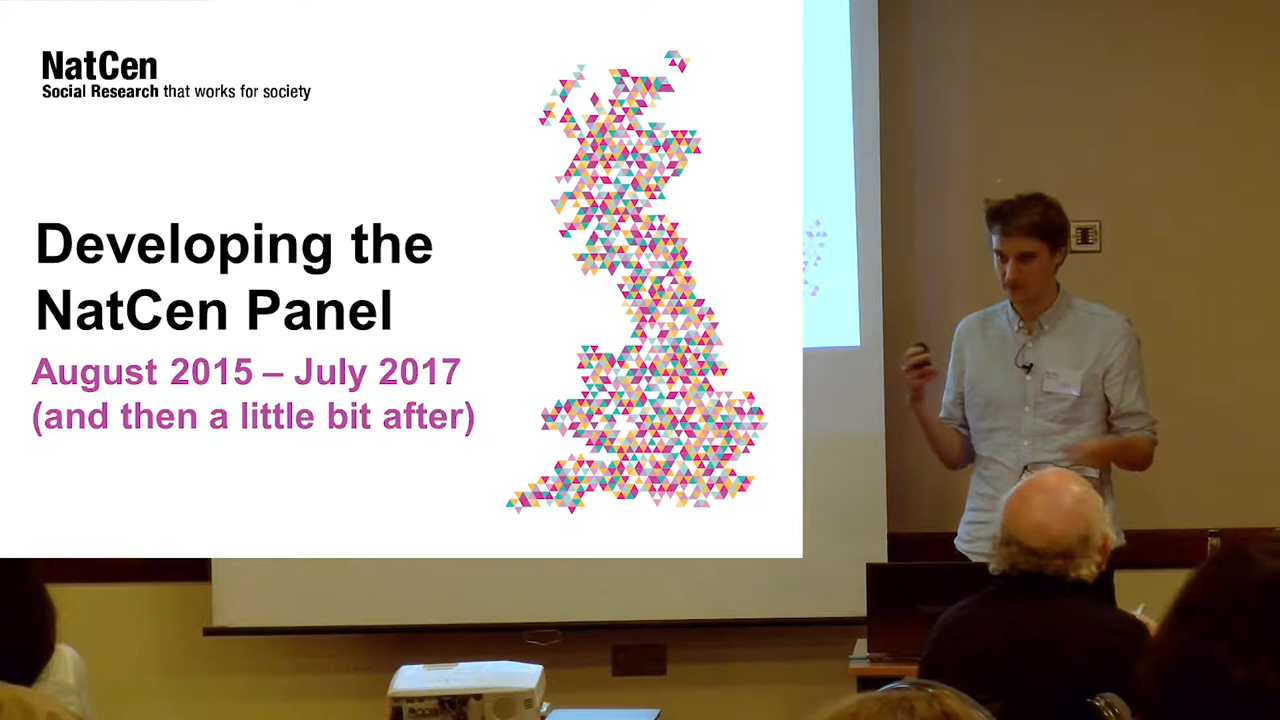 NatCen
Social Research that works for society
Developing the
NatCen Panel
August 2015 – July 2017
(and then a little bit after)